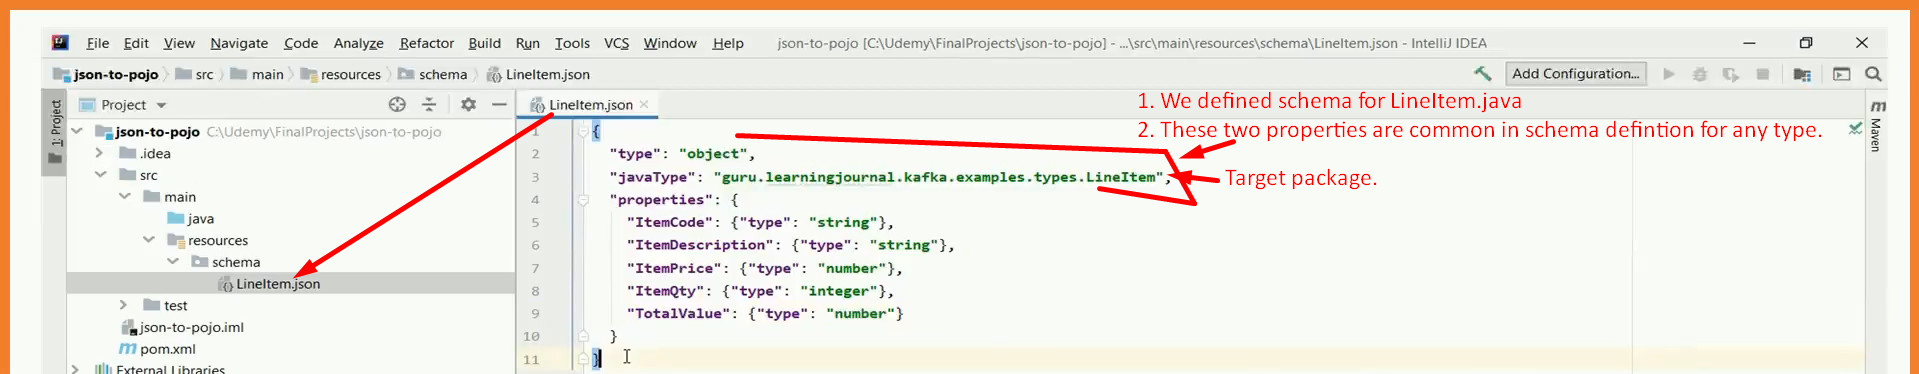 File Edit View Navigate Code Analyze Refactor Build Run Tools VCS Window Help json-to-pojo [C:\Udemy\FinalProjects\json-to-pojo] - ...\src\main\resources\schema\LineItem.json - IntelliJ IDEA
json-to-pojo src main resources schema LineItem.json Add Configuration...
1: Project
Project
json-to-pojo C:\Udemy\FinalProjects\json-to-pojo
.idea
src
main
java
resources
schema
LineItem.json
test
json-to-pojo.iml
pom.xml
External Libraries
LineItem.json
1. We defined schema for LineItem.java
2. These two properties are common in schema defintion for any type.
Target package.
1 {
2 "type": "object",
3 "javaType": "guru.learningjournal.kafka.examples.types.LineItem",
4 "properties": {
5 "ItemCode": {"type": "string"},
6 "ItemDescription": {"type": "string"},
7 "ItemPrice": {"type": "number"},
8 "ItemQty": {"type": "integer"},
9 "TotalValue": {"type": "number"}
10 }
11 }
m Maven